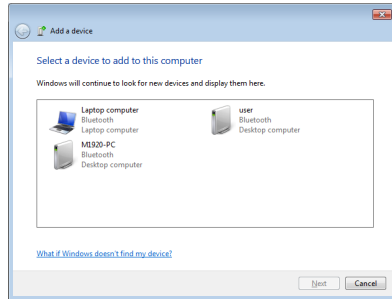 Add a device
Select a device to add to this computer
Windows will continue to look for new devices and display them here.
Laptop computer
Bluetooth
Laptop computer
user
Bluetooth
Desktop computer
M1920-PC
Bluetooth
Desktop computer
What if Windows doesn't find my device?
Next
Cancel